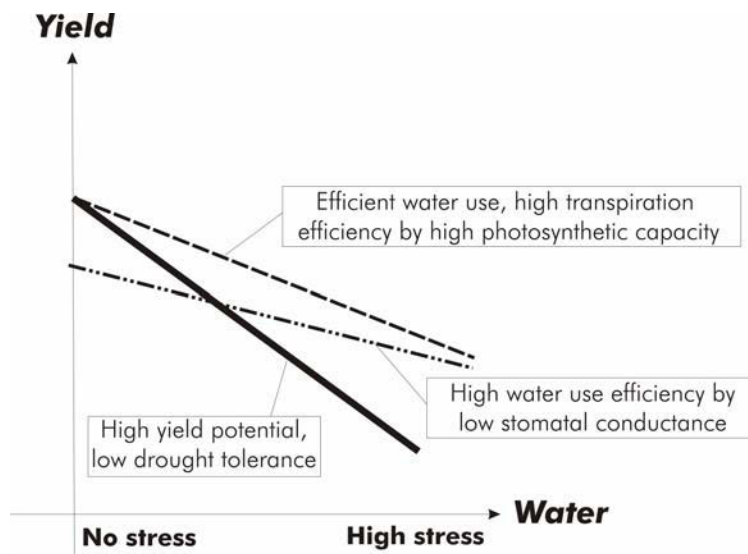 Yield
Efficient water use, high transpiration
efficiency by high photosynthetic capacity
High water use efficiency by
low stomatal conductance
High yield potential,
low drought tolerance
Water
No stress
High stress